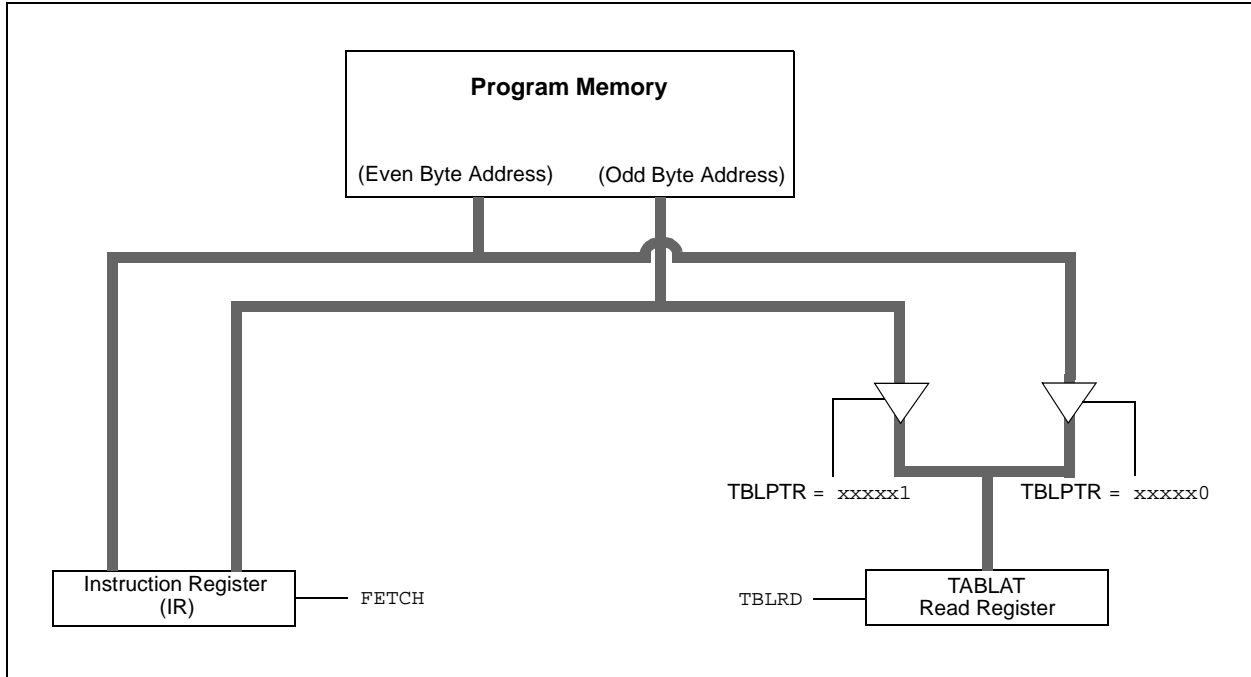 Program Memory
(Even Byte Address) (Odd Byte Address)
TBLPTR = xxxxx1
TBLPTR = xxxxx0
Instruction Register
(IR)
FETCH
TBLRD
TABLAT
Read Register